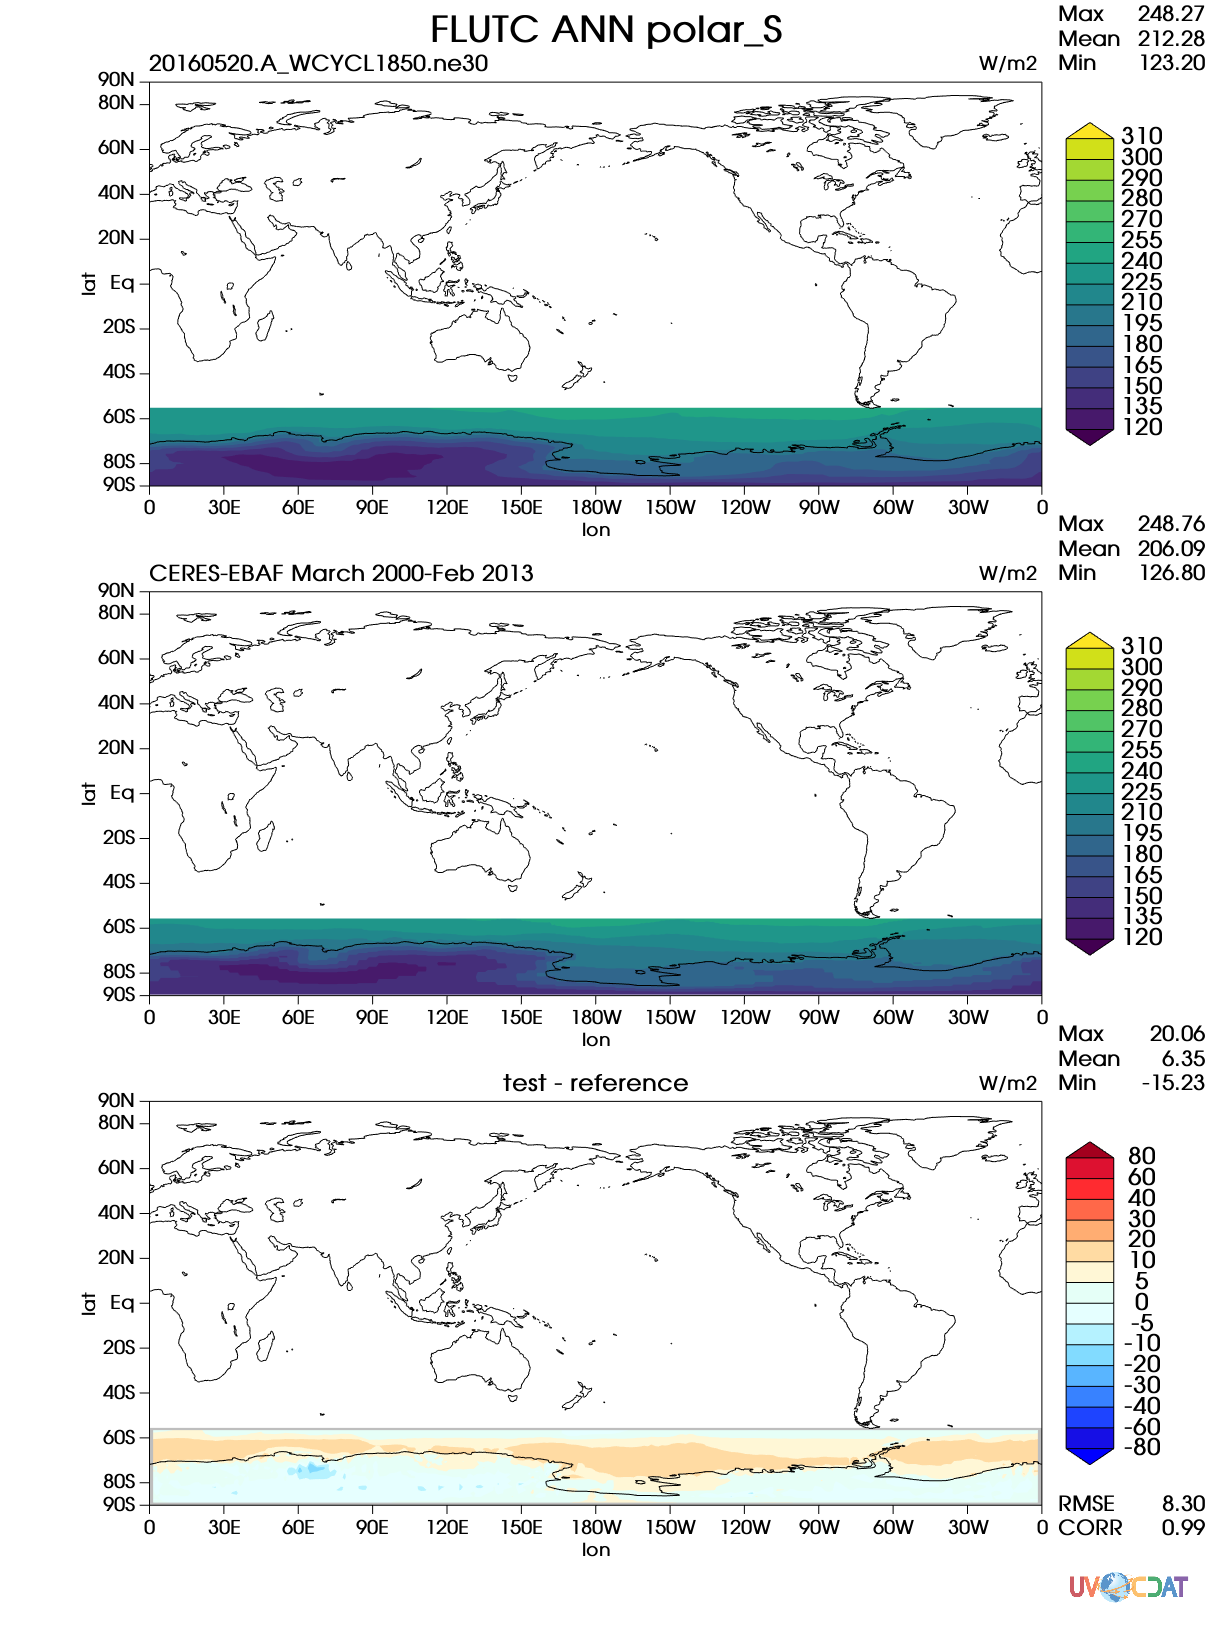 FLUTC ANN polar_S
Max 248.27
Mean 212.28
Min 123.20
20160520.A_WCYCL1850.ne30 W/m2
90N
80N
60N
40N
20N
Eq
20S
40S
60S
80S
90S
lat
0 30E 60E 90E 120E 150E 180W 150W 120W 90W 60W 30W 0
lon
310
300
290
280
270
255
240
225
210
195
180
165
150
135
120
Max 248.76
Mean 206.09
Min 126.80
CERES-EBAF March 2000-Feb 2013 W/m2
90N
80N
60N
40N
20N
Eq
20S
40S
60S
80S
90S
lat
0 30E 60E 90E 120E 150E 180W 150W 120W 90W 60W 30W 0
lon
310
300
290
280
270
255
240
225
210
195
180
165
150
135
120
Max 20.06
Mean 6.35
Min -15.23
test - reference W/m2
90N
80N
60N
40N
20N
Eq
20S
40S
60S
80S
90S
lat
0 30E 60E 90E 120E 150E 180W 150W 120W 90W 60W 30W 0
lon
80
60
40
30
20
10
5
0
-5
-10
-20
-30
-40
-60
-80
RMSE 8.30
CORR 0.99
UV CDAT